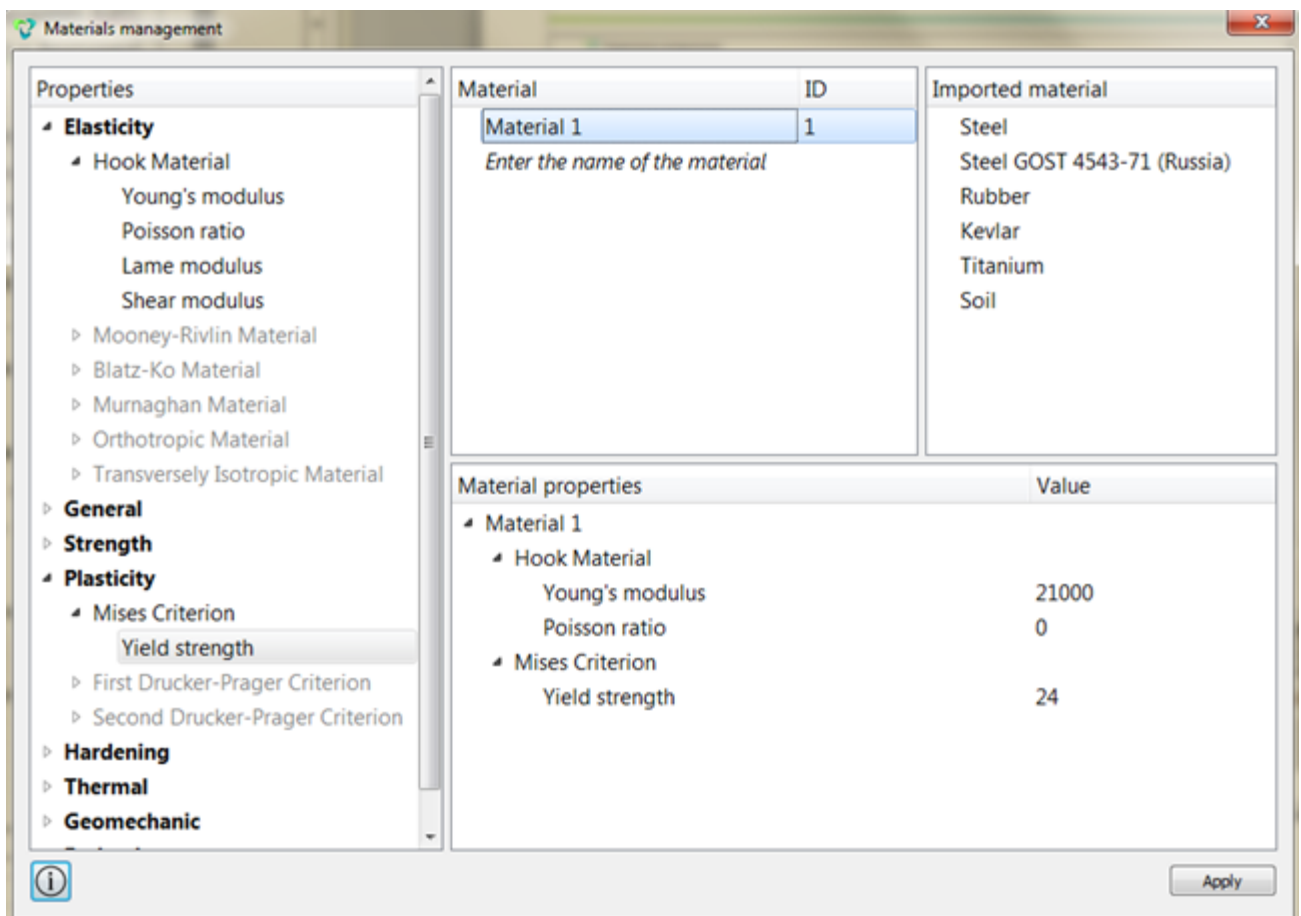 Materials management
Properties
Elasticity
Hook Material
Young's modulus
Poisson ratio
Lame modulus
Shear modulus
Mooney-Rivlin Material
Blatz-Ko Material
Murnaghan Material
Orthotropic Material
Transversely Isotropic Material
General
Strength
Plasticity
Mises Criterion
Yield strength
First Drucker-Prager Criterion
Second Drucker-Prager Criterion
Hardening
Thermal
Geomechanic
Material ID
Material 1 1
Enter the name of the material
Imported material
Steel
Steel GOST 4543-71 (Russia)
Rubber
Kevlar
Titanium
Soil
Material properties Value
Material 1
Hook Material
Young's modulus 21000
Poisson ratio 0
Mises Criterion
Yield strength 24
Apply